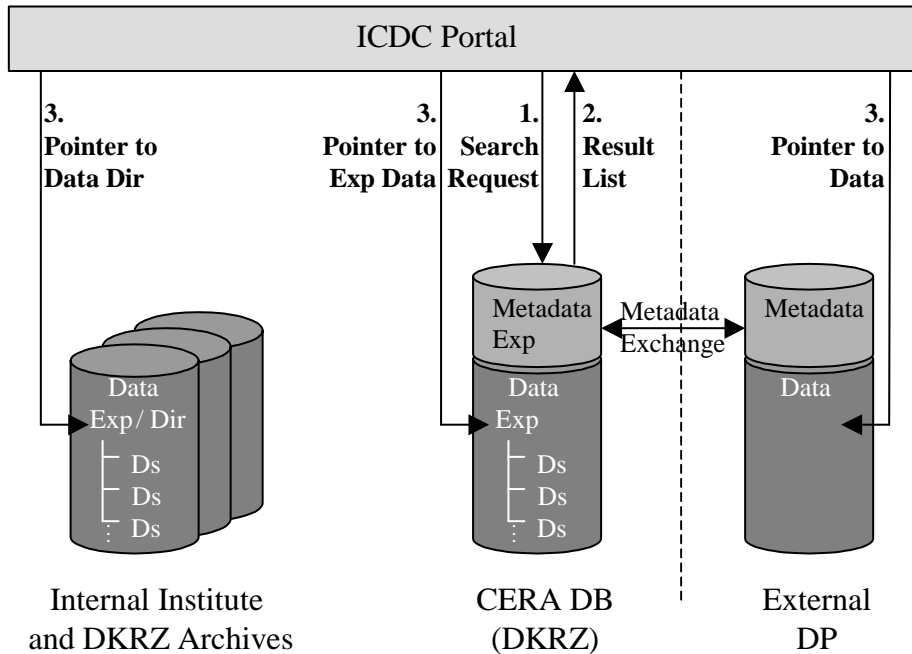 ICDC Portal
3.
Pointer to
Data Dir
3.
Pointer to
Exp Data
1.
Search
Request
2.
Result
List
3.
Pointer to
Data
Metadata
Exp
Metadata
Exchange
Metadata
Data
Exp / Dir
Ds
Ds
Ds
Data
Exp
Ds
Ds
Ds
Data
Internal Institute
and DKRZ Archives
CERA DB
(DKRZ)
External
DP